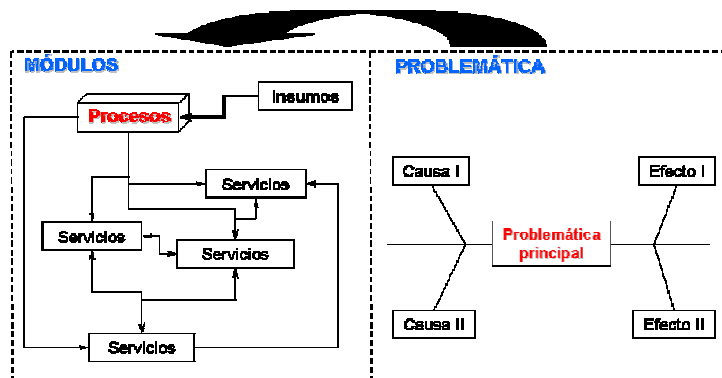 MÓDULOS
Insumos
Procesos
Servicios
Servicios
Servicios
Servicios
PROBLEMÁTICA
Causa I
Efecto I
Problemática
principal
Causa II
Efecto II